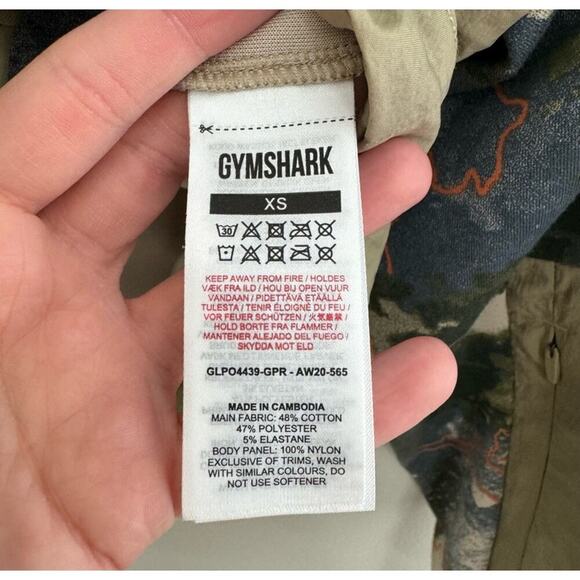 GYMSHARK
XS
30
KEEP AWAY FROM FIRE / HOLDES
VÆK FRA ILD / HOU BIJ OPEN VUUR
VANDAAN / PIDETTÄVÄ ETÄÄLLÄ
TULESTA / TENIR ÉLOIGNÉ DU FEU /
VOR FEUER SCHÜTZEN / 火気厳禁 /
HOLD BORTE FRA FLAMMER /
MANTENER ALEJADO DEL FUEGO /
SKYDDA MOT ELD
GLPO4439-GPR - AW20-565
MADE IN CAMBODIA
MAIN FABRIC: 48% COTTON
47% POLYESTER
5% ELASTANE
BODY PANEL: 100% NYLON
EXCLUSIVE OF TRIMS, WASH
WITH SIMILAR COLOURS, DO
NOT USE SOFTENER